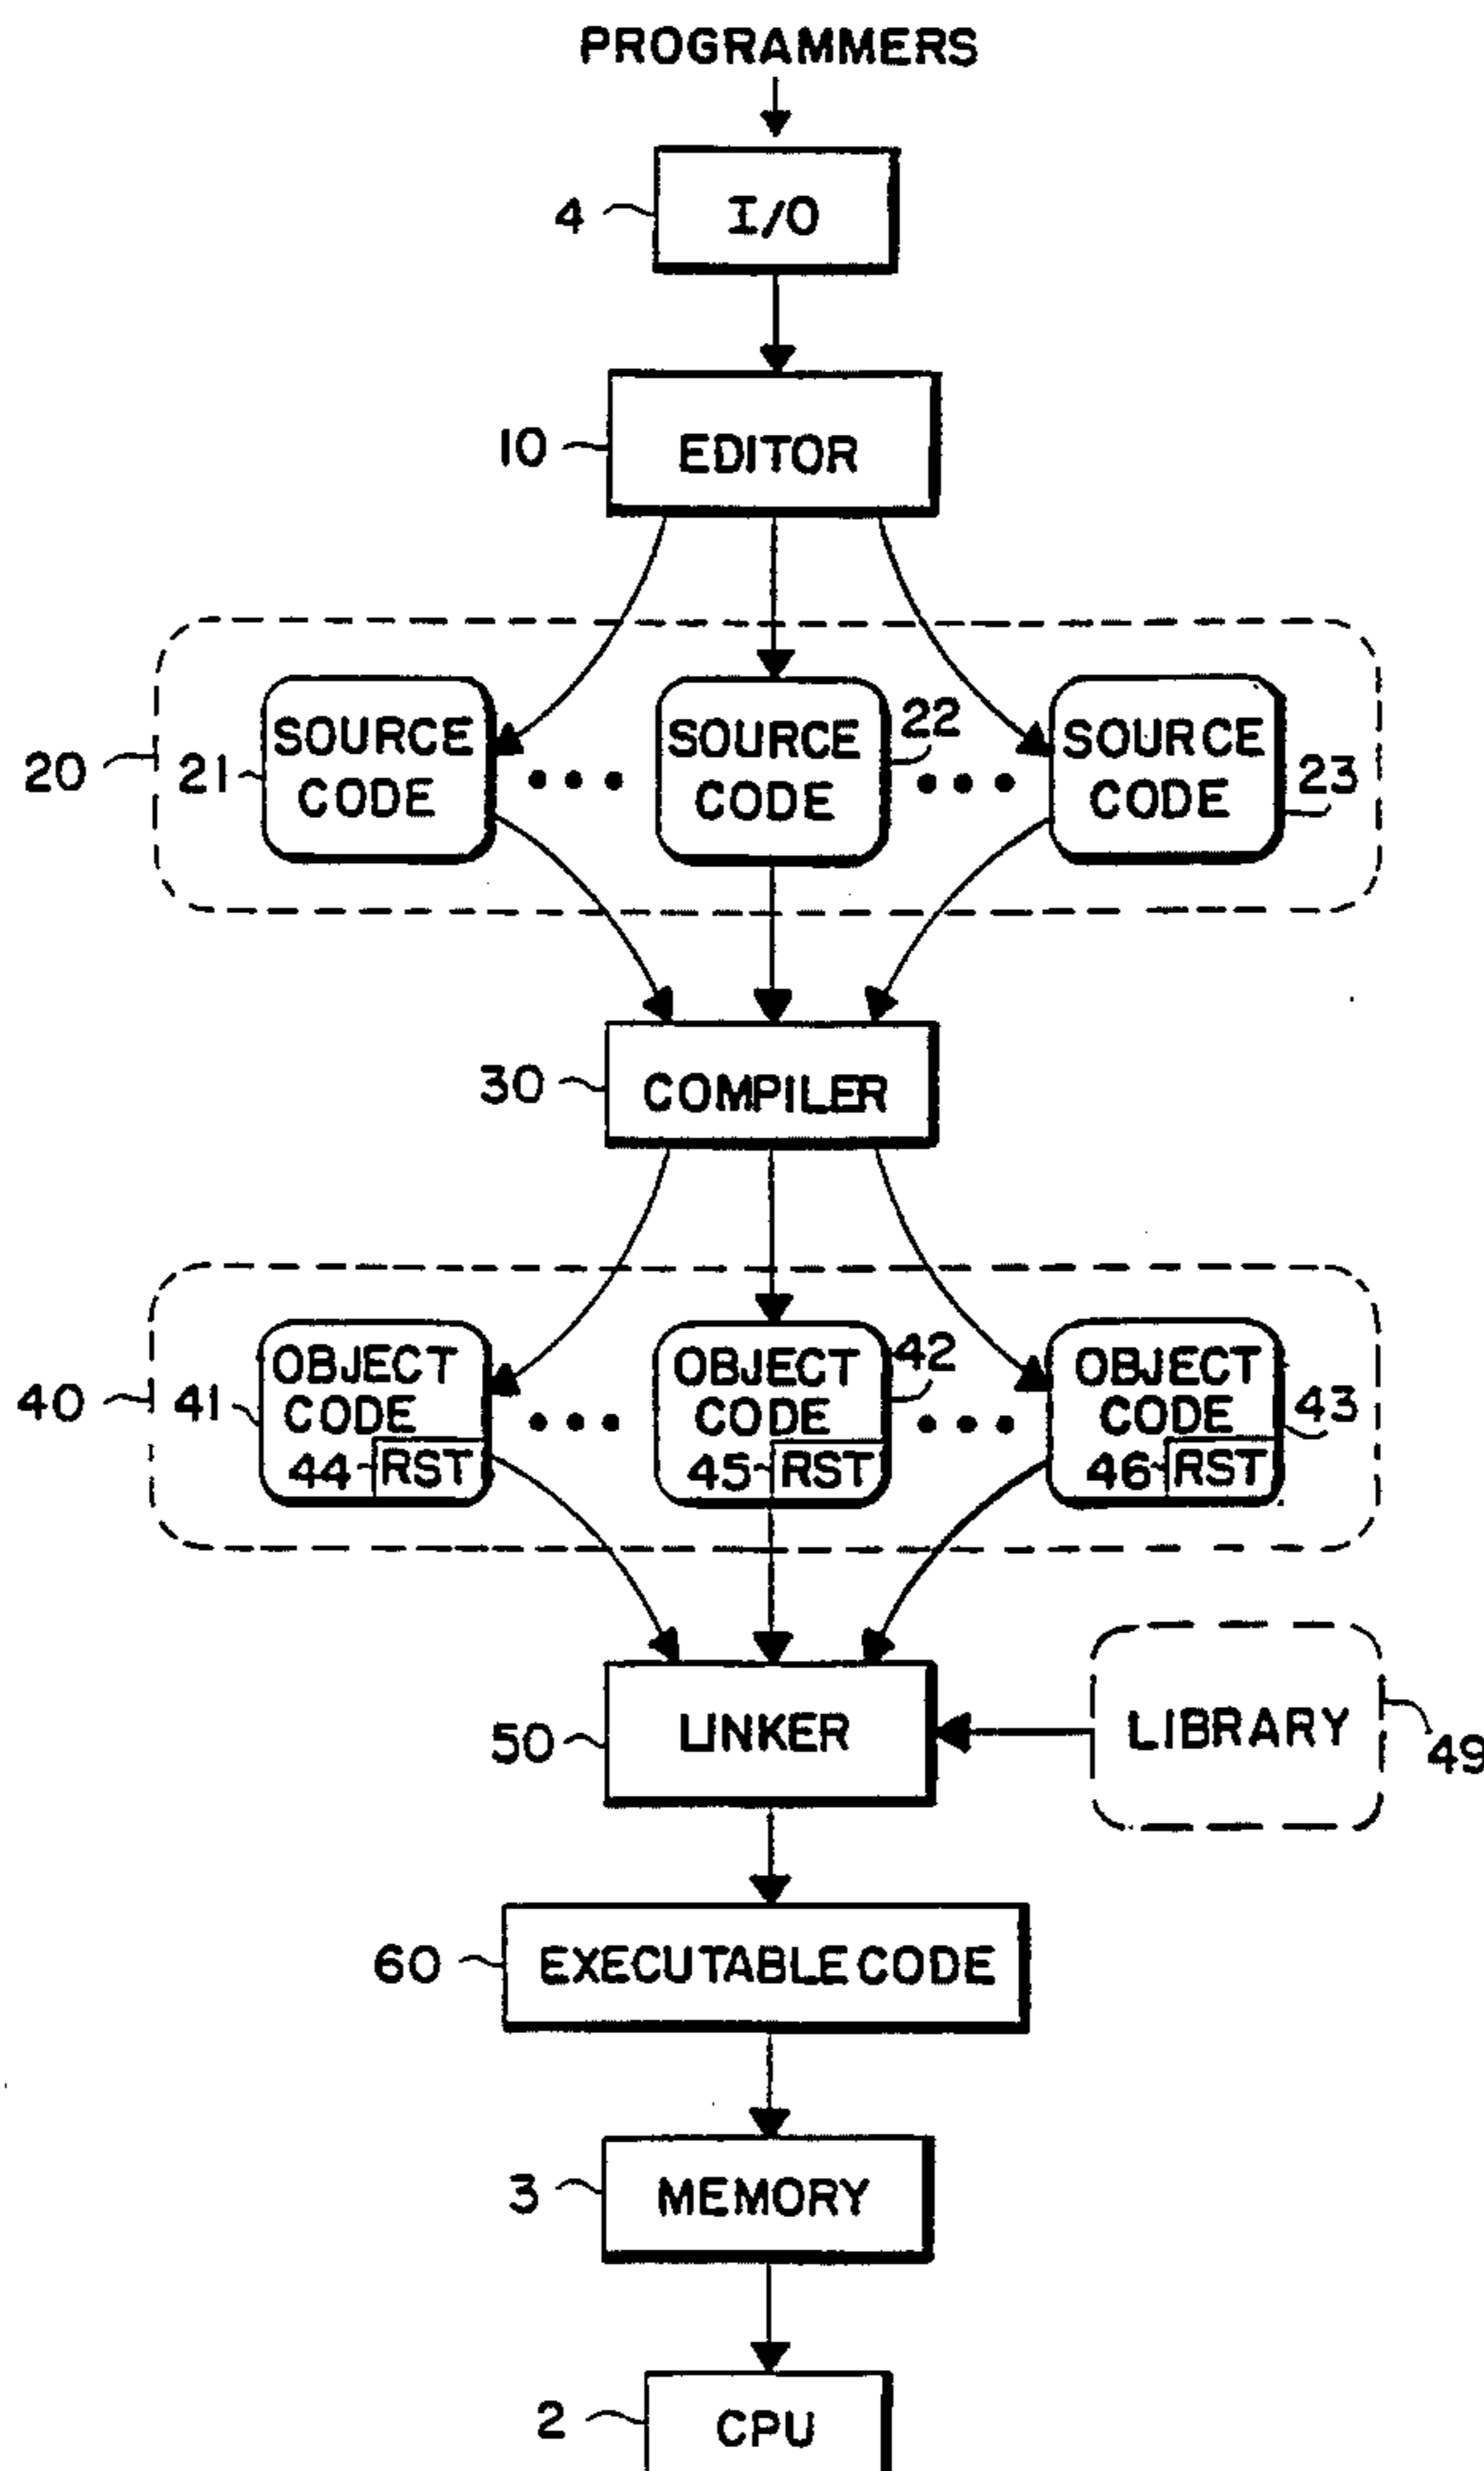 PROGRAMMERS
4
I/O
10
EDITOR
20
21
SOURCE
CODE
SOURCE
CODE
22
SOURCE
CODE
23
30
COMPILER
40
41
OBJECT
CODE
44
RST
OBJECT
CODE
42
45
RST
OBJECT
CODE
43
46
RST
50
LINKER
LIBRARY
49
60
EXECUTABLE CODE
3
MEMORY
2
CPU